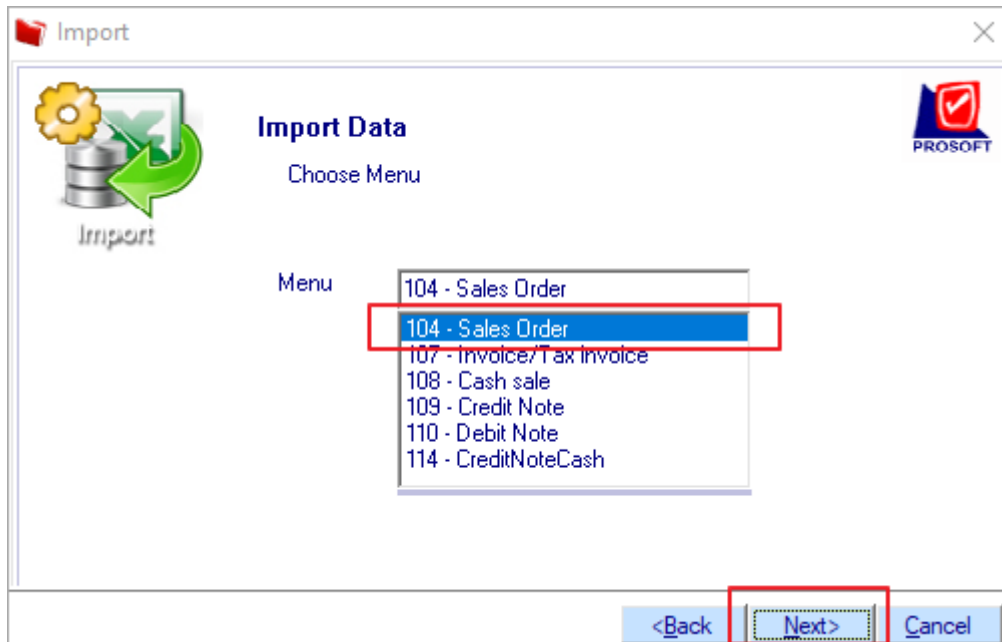 Import
Import Data
PROSOFT
Choose Menu
Import
Menu
104 - Sales Order
104 - Sales Order
107 - Invoice/Tax Invoice
108 - Cash sale
109 - Credit Note
110 - Debit Note
114 - CreditNoteCash
<Back
Next>
Cancel